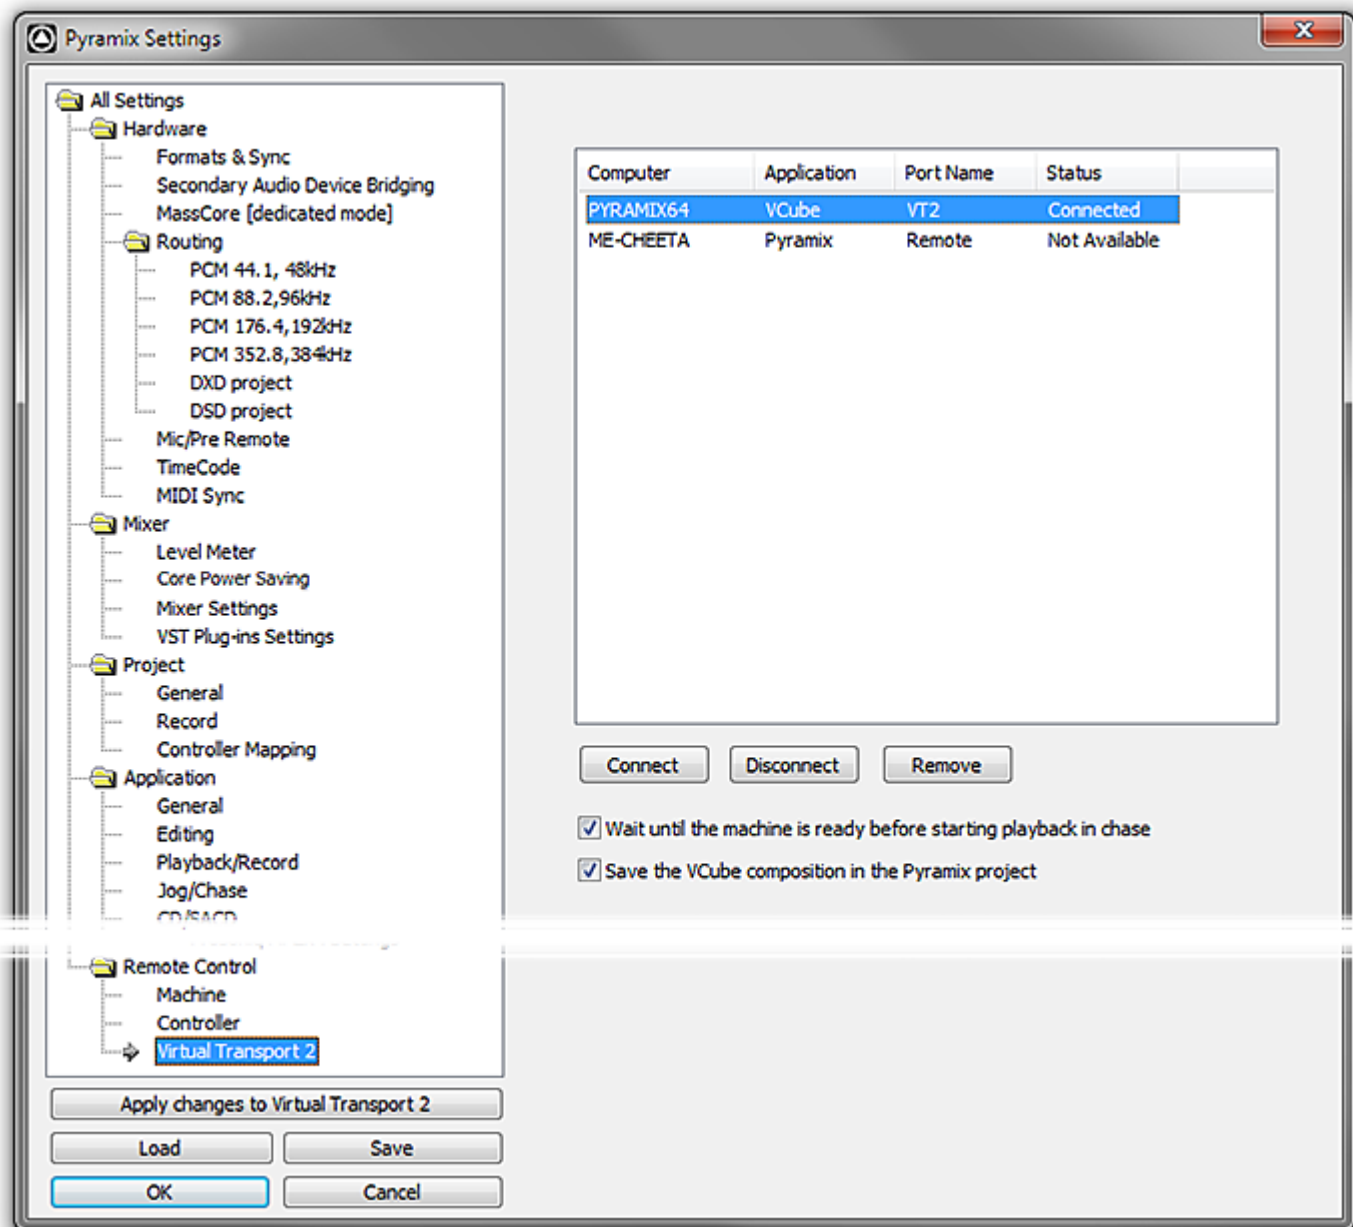 Pyramix Settings
All Settings
Hardware
Formats & Sync
Secondary Audio Device Bridging
MassCore [dedicated mode]
Routing
PCM 44.1, 48kHz
PCM 88.2,96kHz
PCM 176.4,192kHz
PCM 352.8,384kHz
DXD project
DSD project
Mic/Pre Remote
TimeCode
MIDI Sync
Mixer
Level Meter
Core Power Saving
Mixer Settings
VST Plug-ins Settings
Project
General
Record
Controller Mapping
Application
General
Editing
Playback/Record
Jog/Chase
CD/SACD
Remote Control
Machine
Controller
Virtual Transport 2
Apply changes to Virtual Transport 2
Load Save
OK Cancel
Computer Application Port Name Status
PYRAMIX64 VCube VT2 Connected
ME-CHEETA Pyramix Remote Not Available
Connect Disconnect Remove
Wait until the machine is ready before starting playback in chase
Save the VCube composition in the Pyramix project